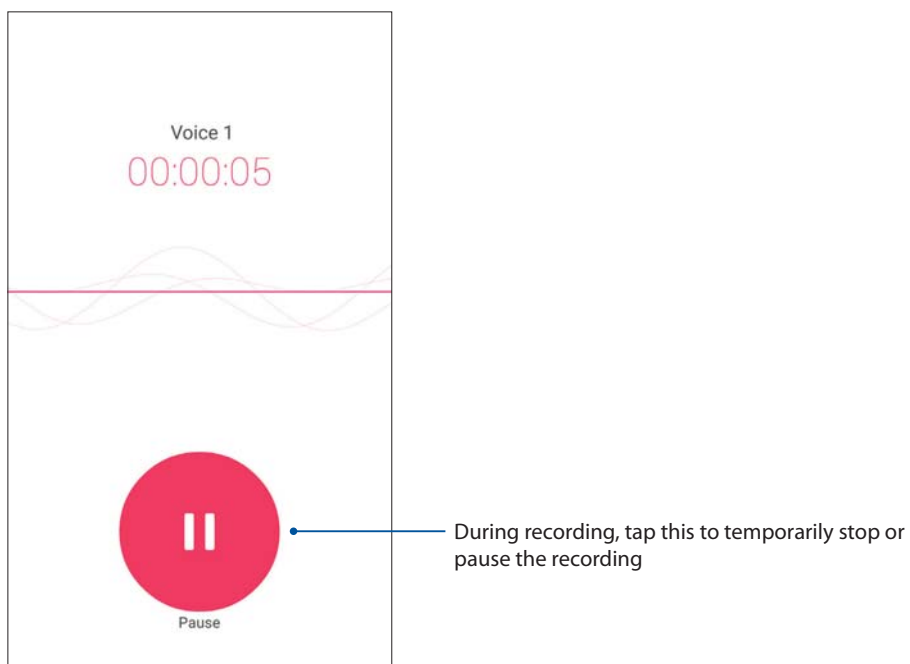 Voice 1
00:00:05
During recording, tap this to temporarily stop or
pause the recording
Pause